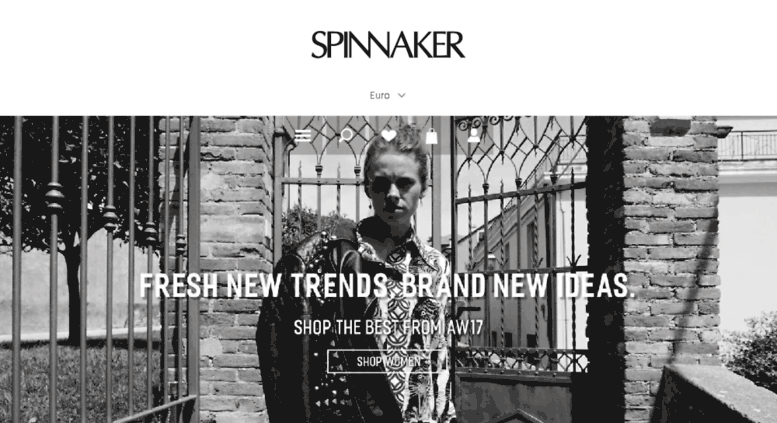 SPINNAKER
Euro
FRESH NEW TRENDS. BRAND NEW IDEAS.
SHOP THE BEST FROM AW17
SHOP WOMEN